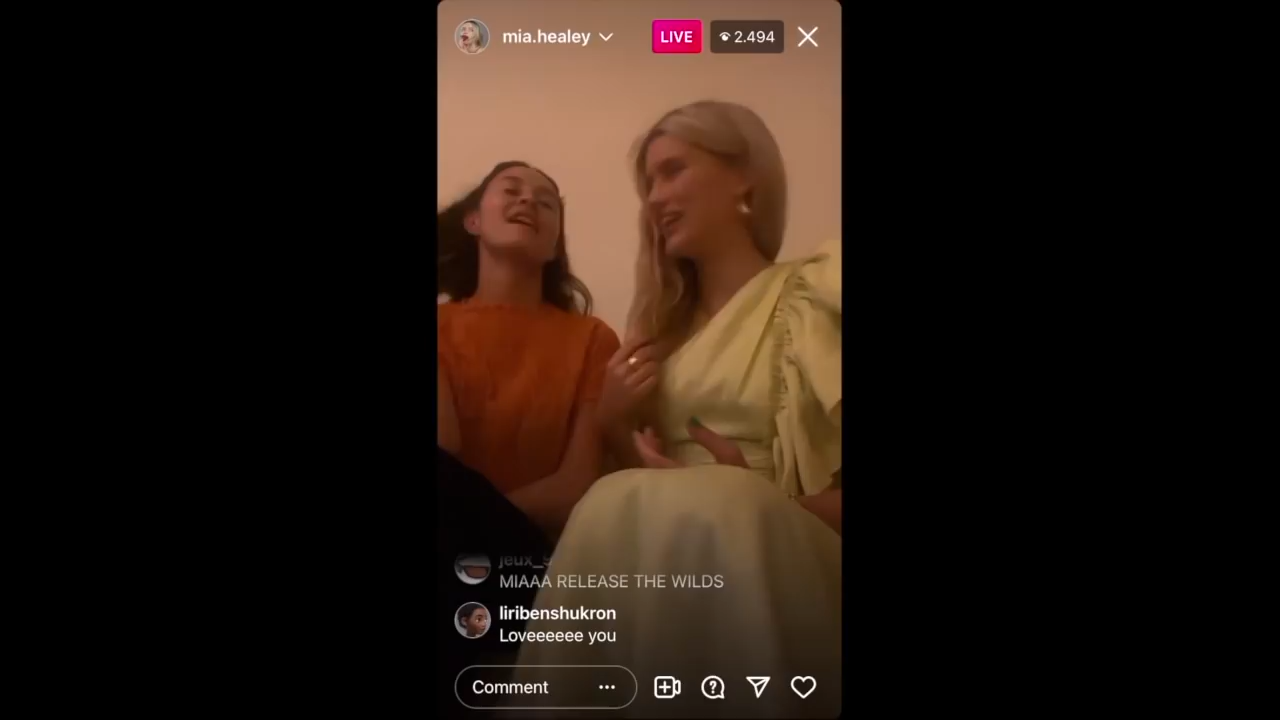 mia.healey
LIVE
2.494
MIAAA RELEASE THE WILDS
liribenshukron
Loveeeeee you
Comment